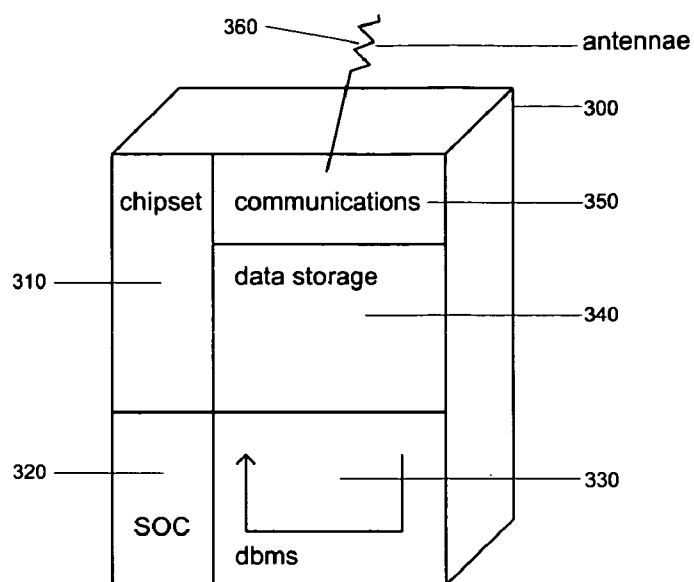 360
antennae
300
chipset
communications
350
data storage
310
340
320
330
SOC
dbms